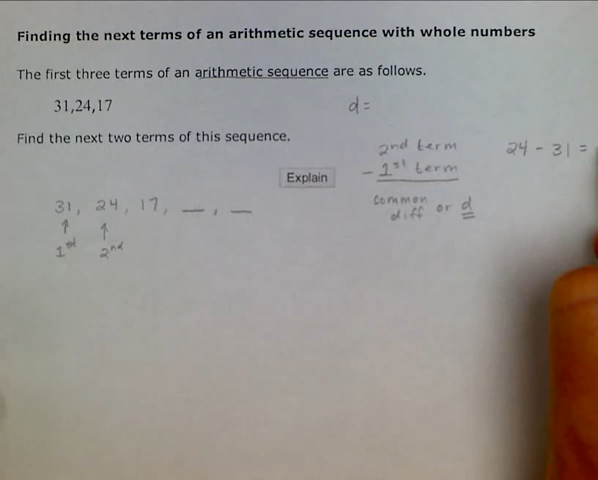 Finding the next terms of an arithmetic sequence with whole numbers
The first three terms of an arithmetic sequence are as follows.
31,24,17
d=
Find the next two terms of this sequence.
2nd term
- 1st term
common diff or d
24 - 31 =
Explain
31, 24, 17, __, __
1st 2nd